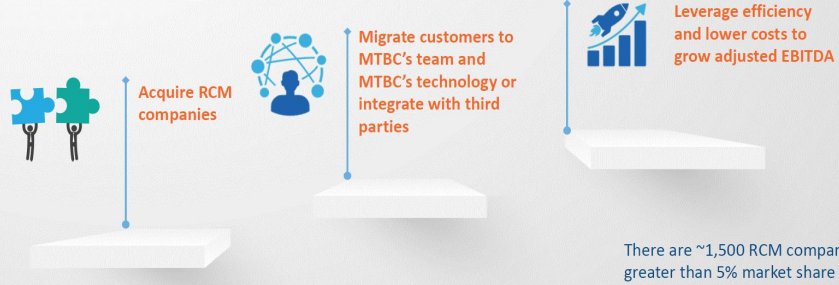 Acquire RCM
companies
Migrate customers to
MTBC's team and
MTBC's technology or
integrate with third
parties
Leverage efficiency
and lower costs to
grow adjusted EBITDA
There are ~1,500 RCM
greater than 5% market share